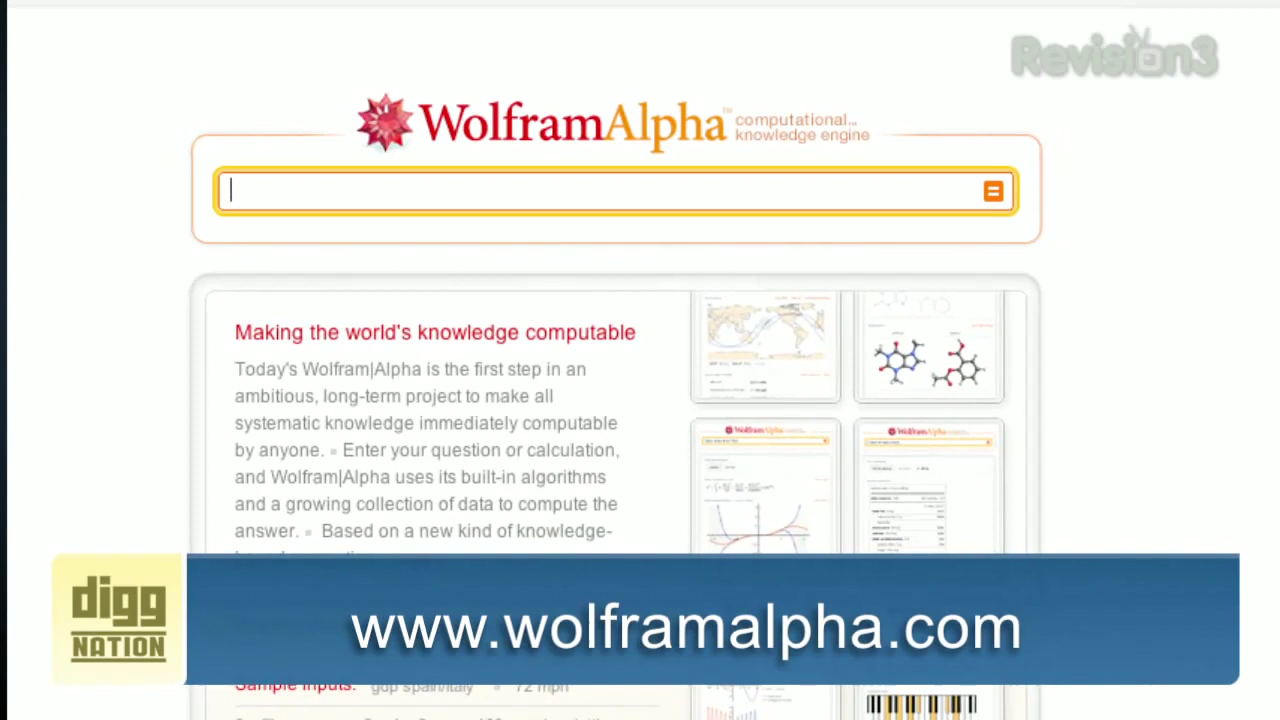 Revision3
WolframAlpha™ computational™
knowledge engine
Making the world's knowledge computable
Today's Wolfram|Alpha is the first step in an
ambitious, long-term project to make all
systematic knowledge immediately computable
by anyone. ▪ Enter your question or calculation,
and Wolfram|Alpha uses its built-in algorithms
and a growing collection of data to compute the
answer. ▪ Based on a new kind of knowledge-
WolframAlpha
WolframAlpha
digg
NATION
www.wolframalpha.com
Sample inputs: gdp spain/italy ▪ 72 mph